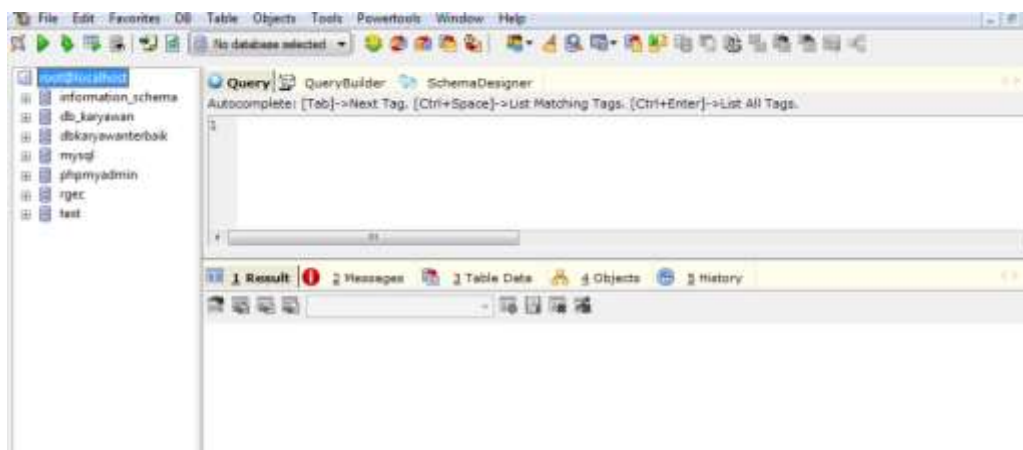 File Edit Favorites DB Table Objects Tools Powertools Window Help
No database selected
root@localhost
information_schema
db_karyawan
dbkaryawanterbaik
mysql
phpmyadmin
rgec
test
Query QueryBuilder SchemaDesigner
Autocomplete: [Tab]->Next Tag. [Ctrl+Space]->List Matching Tags. [Ctrl+Enter]->List All Tags.
1
1 Result 2 Messages 3 Table Data 4 Objects 5 History